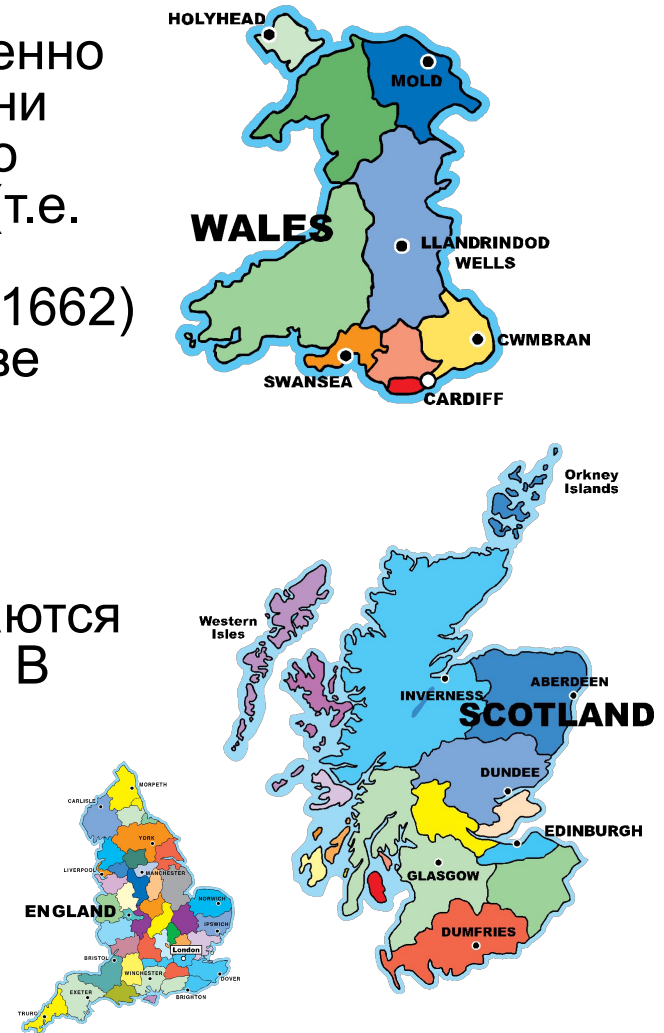 енно
ни
о
(т.е.
1662)
ве
ются
В
HOLYHEAD
MOLD
WALES
LLANDRINDOD
WELLS
CWMBRAN
SWANSEA
CARDIFF
Orkney
Islands
Western
Isles
INVERNESS
ABERDEEN
SCOTLAND
DUNDEE
EDINBURGH
GLASGOW
DUMFRIES
MORPETH
CARLISLE
YORK
LIVERPOOL
MANCHESTER
NORWICH
ENGLAND
IPSWICH
London
BRISTOL
WINCHESTER
DOVER
EXETER
BRIGHTON
TRURO